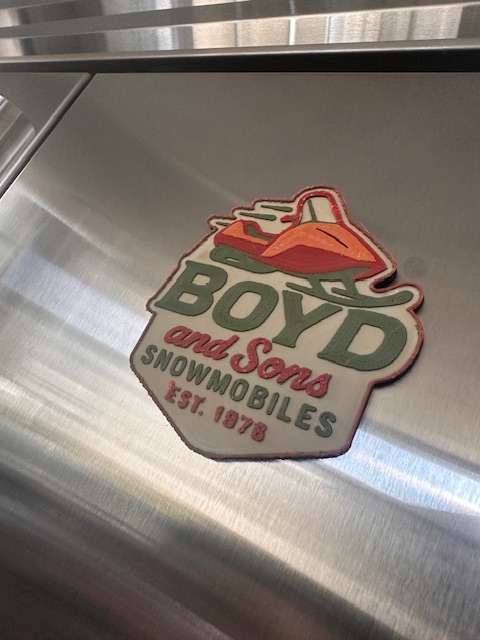 BOYD
and Sons
SNOWMOBILES
EST. 1978